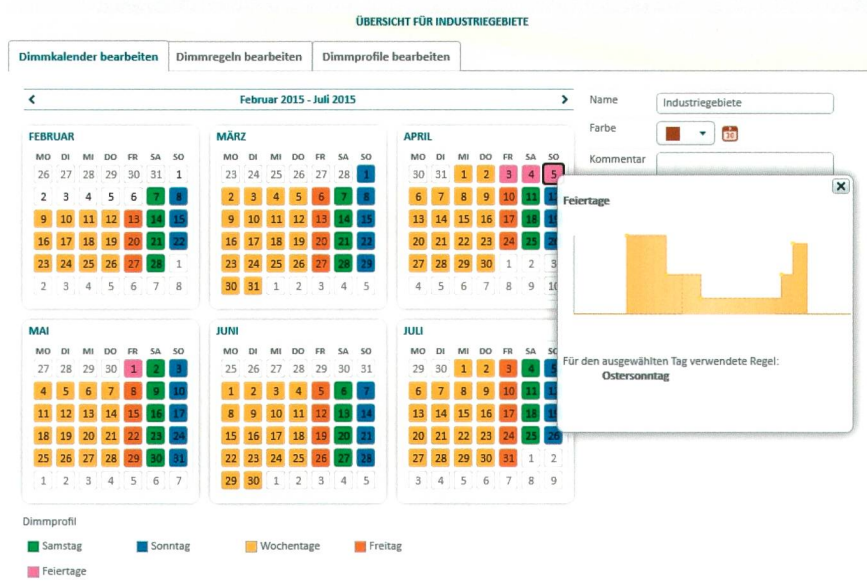 ÜBERSICHT FÜR INDUSTRIEGEBIETE
Dimmkalender bearbeiten Dimmregeln bearbeiten Dimmprofile bearbeiten
< Februar 2015 - Juli 2015 >
Name Industriegebiete
Farbe
Kommentar
FEBRUAR
MO DI MI DO FR SA SO
26 27 28 29 30 31 1
2 3 4 5 6 7 8
9 10 11 12 13 14 15
16 17 18 19 20 21 22
23 24 25 26 27 28 1
2 3 4 5 6 7 8
MÄRZ
MO DI MI DO FR SA SO
23 24 25 26 27 28 1
2 3 4 5 6 7 8
9 10 11 12 13 14 15
16 17 18 19 20 21 22
23 24 25 26 27 28 29
30 31 1 2 3 4 5
APRIL
MO DI MI DO FR SA SO
30 31 1 2 3 4 5
6 7 8 9 10 11
13 14 15 16 17 18
20 21 22 23 24 25
27 28 29 30 1 2 3
4 5 6 7 8 9 10
Feiertage
Für den ausgewählten Tag verwendete Regel:
Ostersonntag
MAI
MO DI MI DO FR SA SO
27 28 29 30 1 2 3
4 5 6 7 8 9 10
11 12 13 14 15 16 17
18 19 20 21 22 23 24
25 26 27 28 29 30 31
1 2 3 4 5 6 7
JUNI
MO DI MI DO FR SA SO
25 26 27 28 29 30 31
1 2 3 4 5 6 7
8 9 10 11 12 13 14
15 16 17 18 19 20 21
22 23 24 25 26 27 28
29 30 1 2 3 4 5
JULI
MO DI MI DO FR SA SO
29 30 1 2 3 4 5
6 7 8 9 10 11
13 14 15 16 17 18
20 21 22 23 24 25 26
27 28 29 30 31 1 2
3 4 5 6 7 8 9
Dimmprofil
Samstag Sonntag Wochentage Freitag
Feiertage